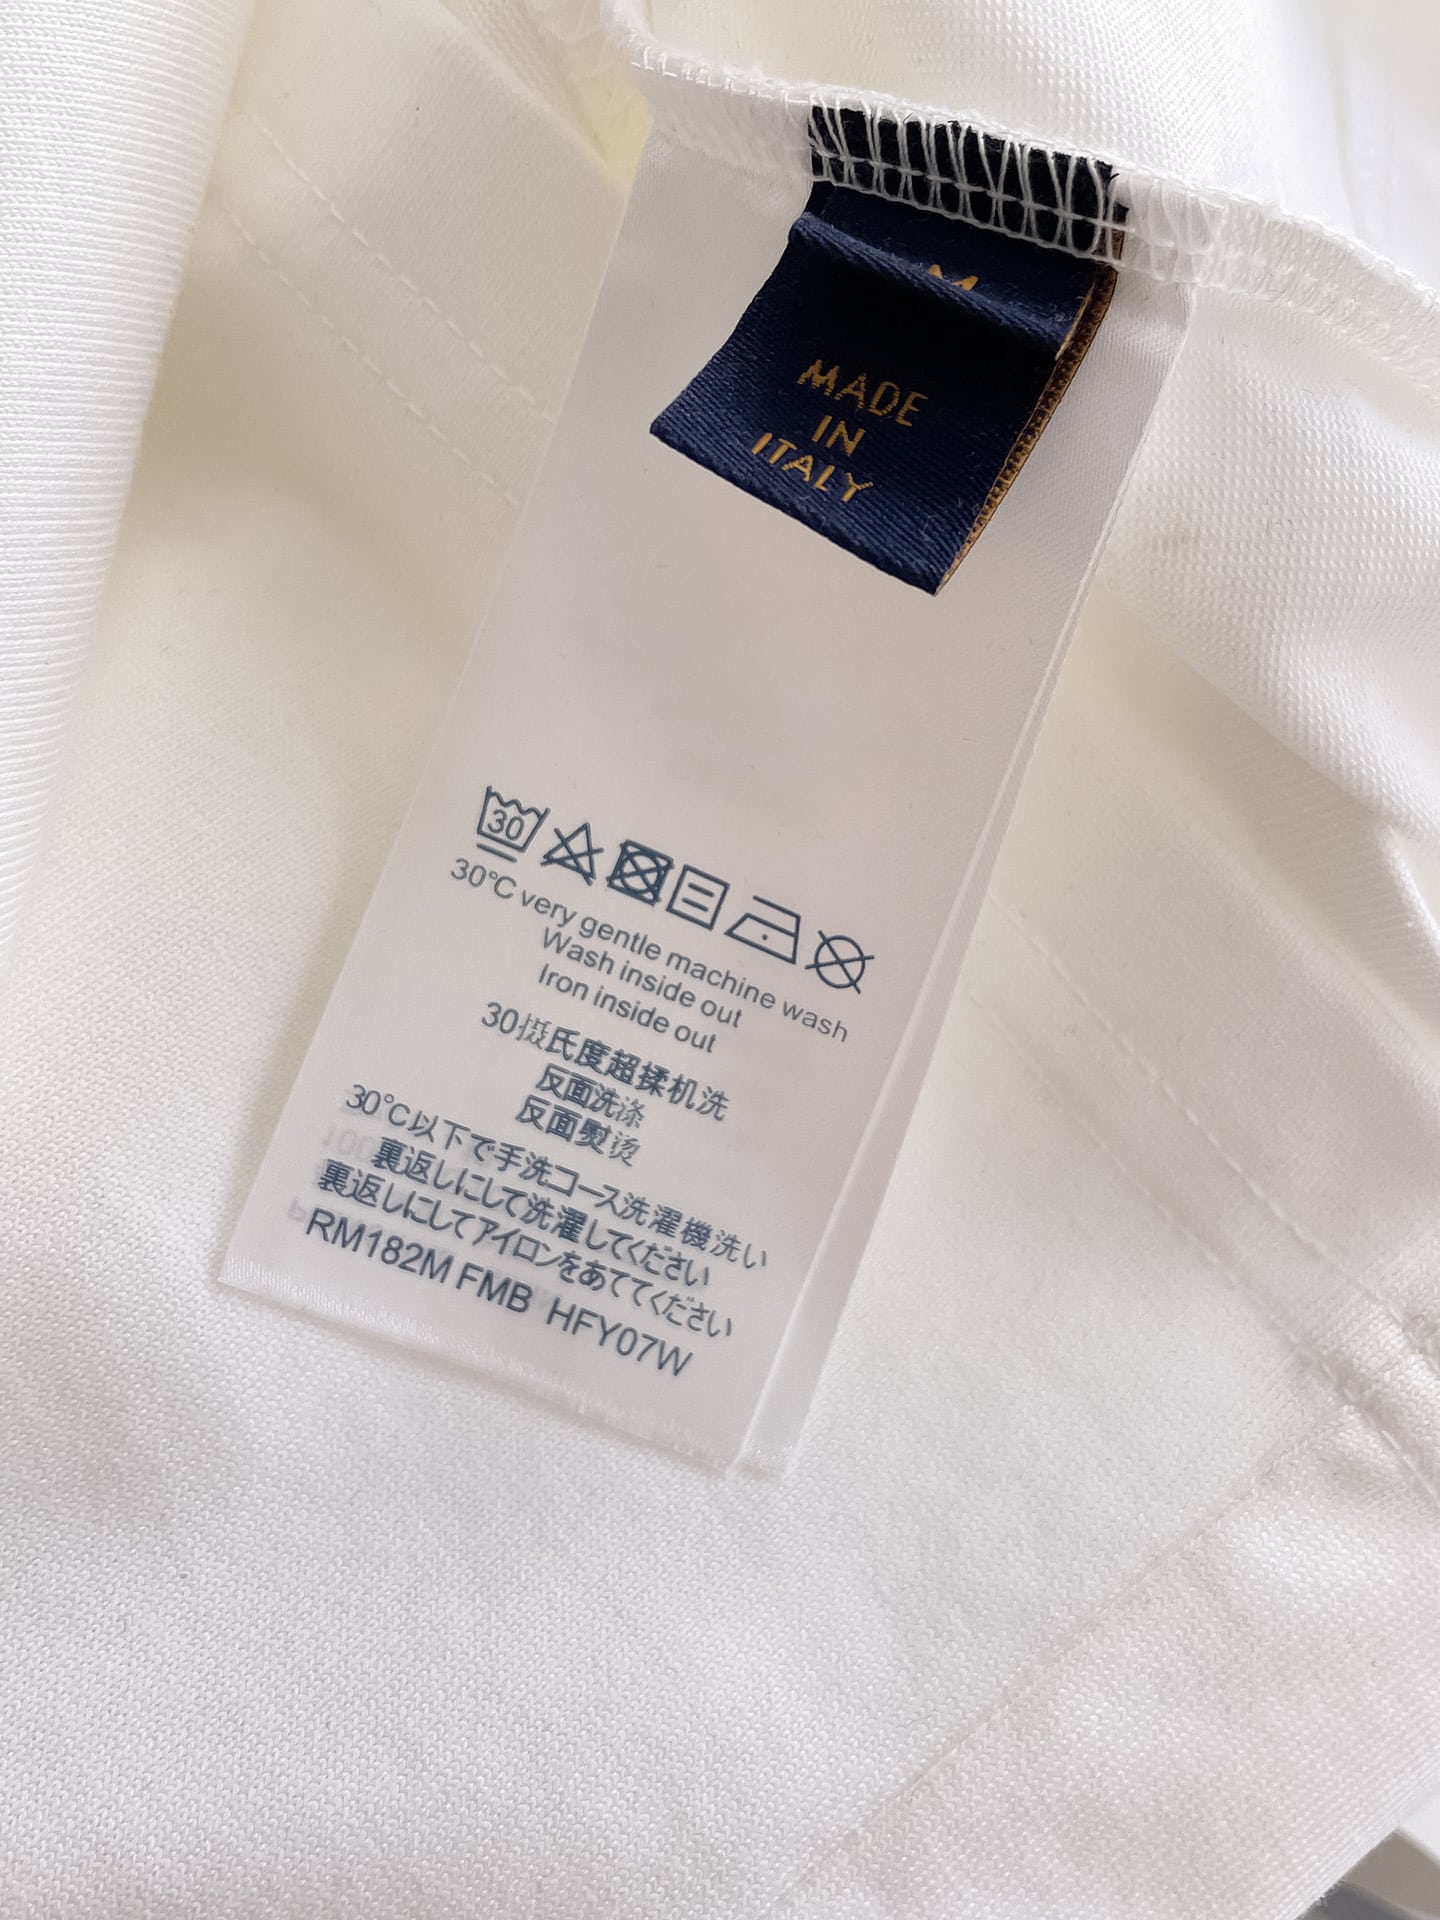 M
MADE
IN
ITALY
30
30°C very gentle machine wash
Wash inside out
Iron inside out
30摄氏度超揉机洗
反面洗涤
反面熨烫
30°C以下で手洗コース洗濯機洗い
裏返しにして洗濯してください
裏返しにしてアイロンをあててください
RM182M FMB HFY07W